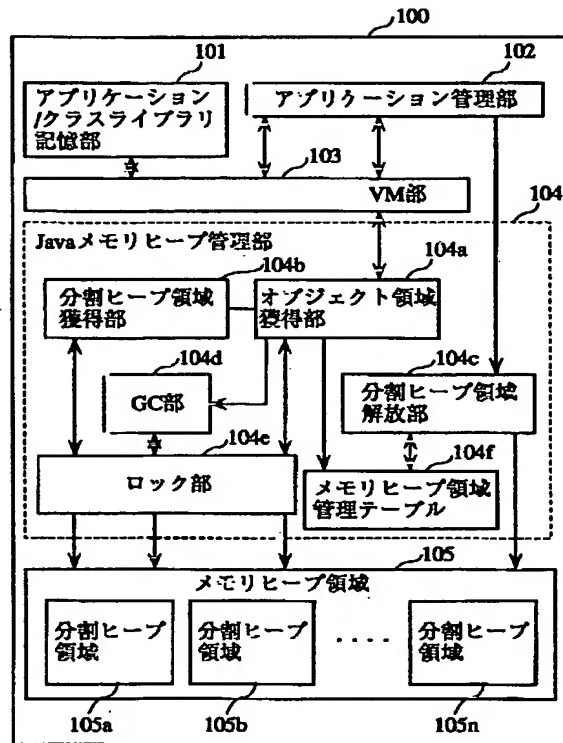 100
101
102
アプリケーション
/クラスライブラリ
記憶部
アプリケーション管理部
103
VM部
104
Javaメモリヒープ管理部
104a
104b
分割ヒープ領域
獲得部
オブジェクト領域
獲得部
104d
GC部
104c
分割ヒープ領域
解放部
104e
ロック部
104f
メモリヒープ領域
管理テーブル
105
メモリヒープ領域
分割ヒープ
領域
分割ヒープ
領域
....
分割ヒープ
領域
105a
105b
105n